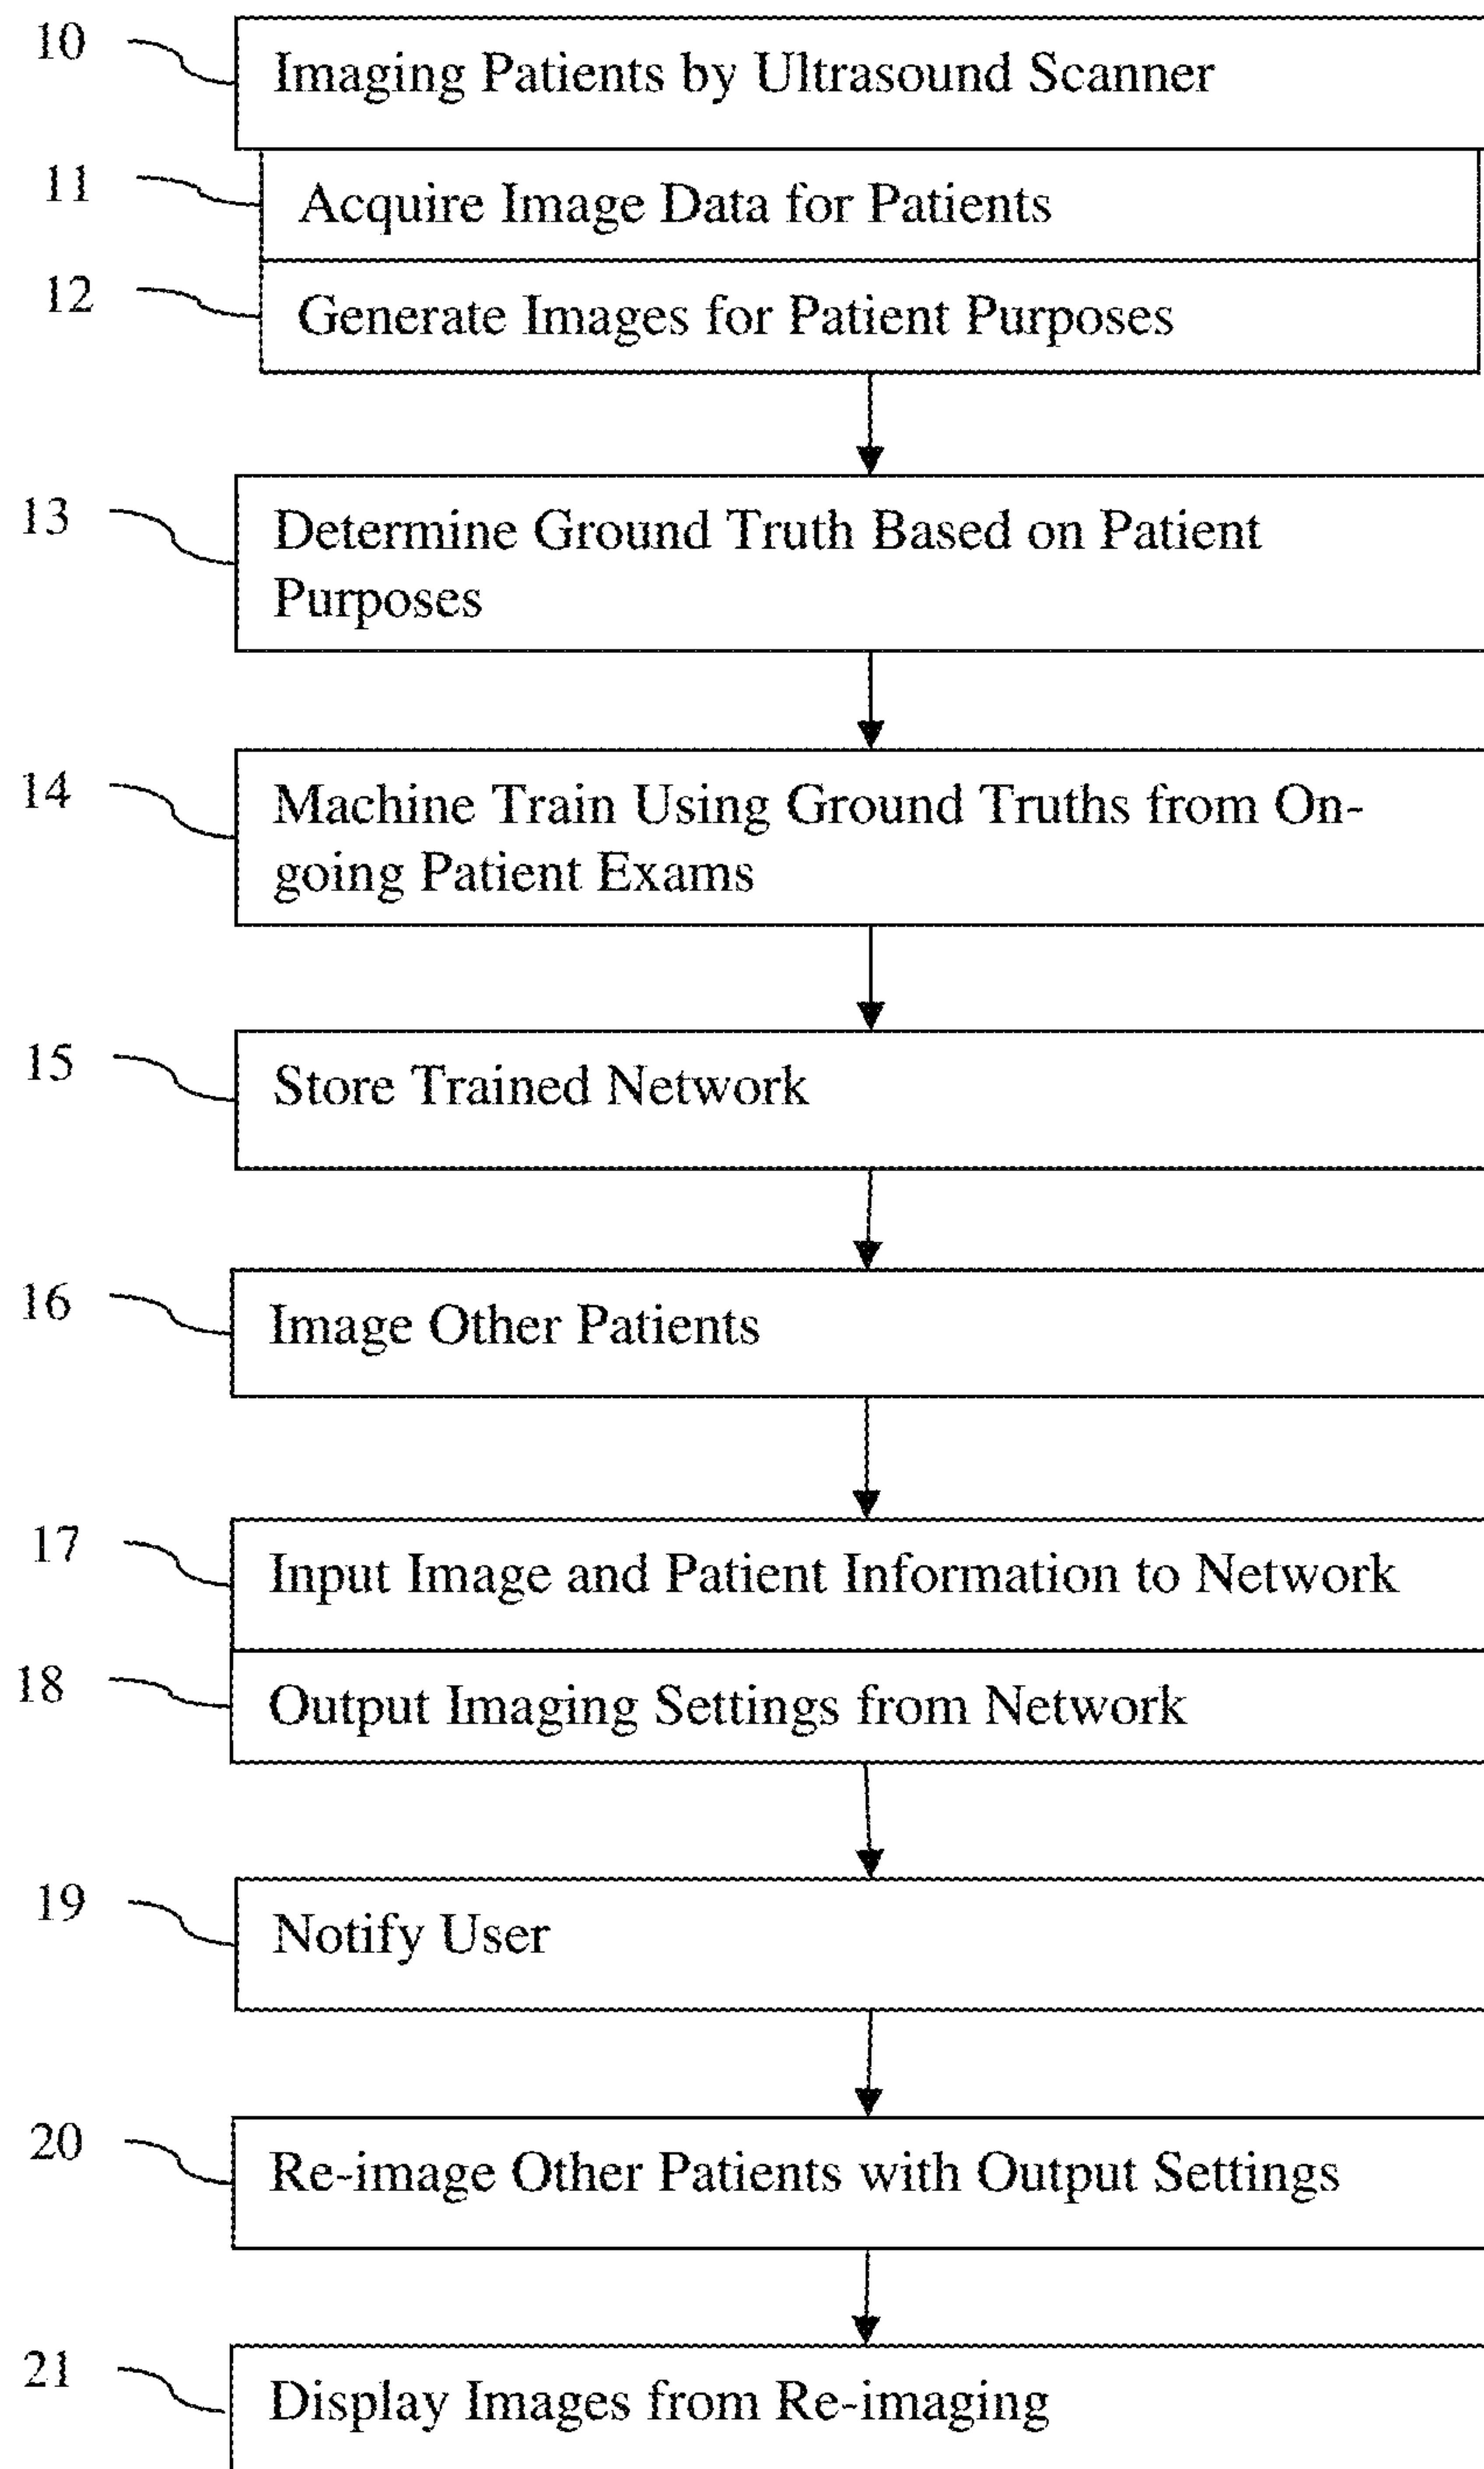 10
Imaging Patients by Ultrasound Scanner
11
Acquire Image Data for Patients
12
Generate Images for Patient Purposes
13
Determine Ground Truth Based on Patient
Purposes
14
Machine Train Using Ground Truths from On-
going Patient Exams
15
Store Trained Network
16
Image Other Patients
17
Input Image and Patient Information to Network
18
Output Imaging Settings from Network
19
Notify User
20
Re-image Other Patients with Output Settings
21
Display Images from Re-imaging